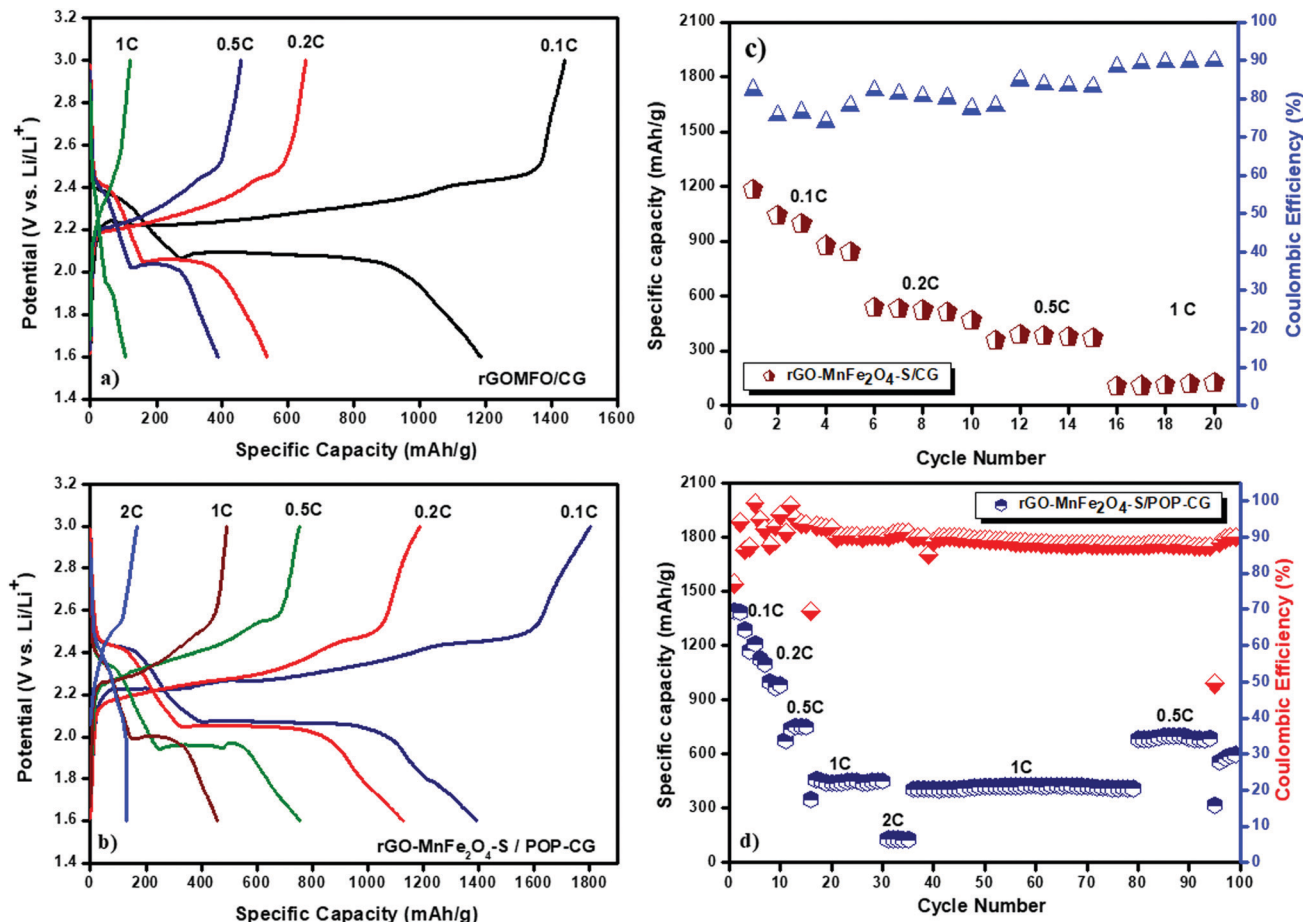 3.2
3.0
2.8
2.6
2.4
2.2
2.0
1.8
1.6
1.4
Potential (V vs. Li/Li⁺)
1C
0.5C
0.2C
0.1C
a)
rGOMFO/CG
0 200 400 600 800 1000 1200 1400 1600
Specific Capacity (mAh/g)
2100
1800
1500
1200
900
600
300
0
Specific capacity (mAh/g)
c)
0.1C
0.2C
0.5C
1 C
rGO-MnFe₂O₄-S/CG
100
90
80
70
60
50
40
30
20
10
0
Coulombic Efficiency (%)
2 4 6 8 10 12 14 16 18 20
Cycle Number
3.2
3.0
2.8
2.6
2.4
2.2
2.0
1.8
1.6
1.4
Potential (V vs. Li/Li⁺)
2C
1C
0.5C
0.2C
0.1C
b)
rGO-MnFe₂O₄-S / POP-CG
0 200 400 600 800 1000 1200 1400 1600 1800
Specific Capacity (mAh/g)
2100
1800
1500
1200
900
600
300
0
Specific capacity (mAh/g)
rGO-MnFe₂O₄-S/POP-CG
0.1C
0.2C
0.5C
1C
2C
1C
0.5C
d)
100
90
80
70
60
50
40
30
20
10
0
Coulombic Efficiency (%)
0 10 20 30 40 50 60 70 80 90 100
Cycle Number